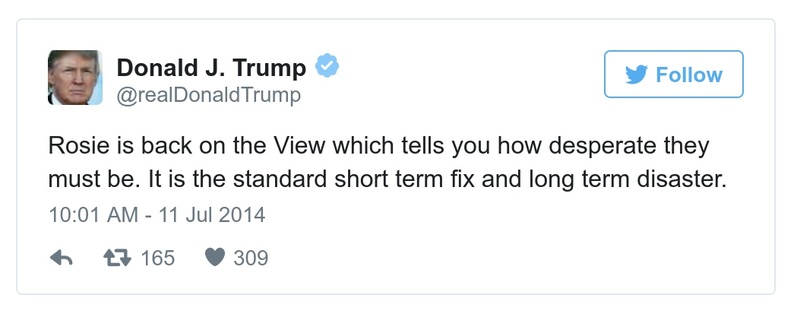 Donald J. Trump
@realDonaldTrump
Follow
Rosie is back on the View which tells you how desperate they
must be. It is the standard short term fix and long term disaster.
10:01 AM - 11 Jul 2014
165 309